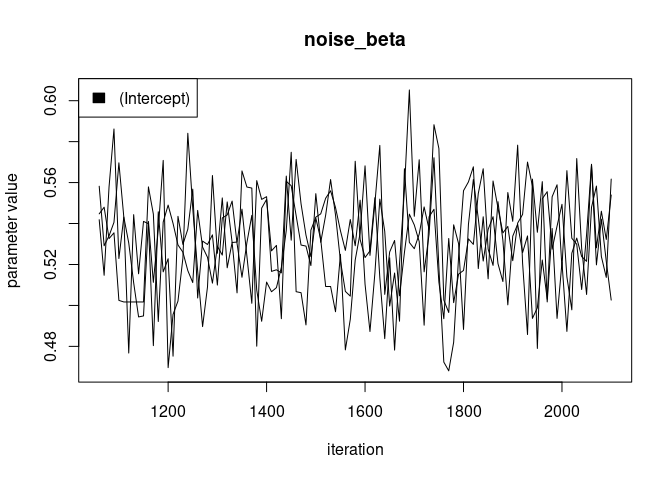 noise_beta
(Intercept)
parameter value
0.60
0.56
0.52
0.48
1200 1400 1600 1800 2000
iteration